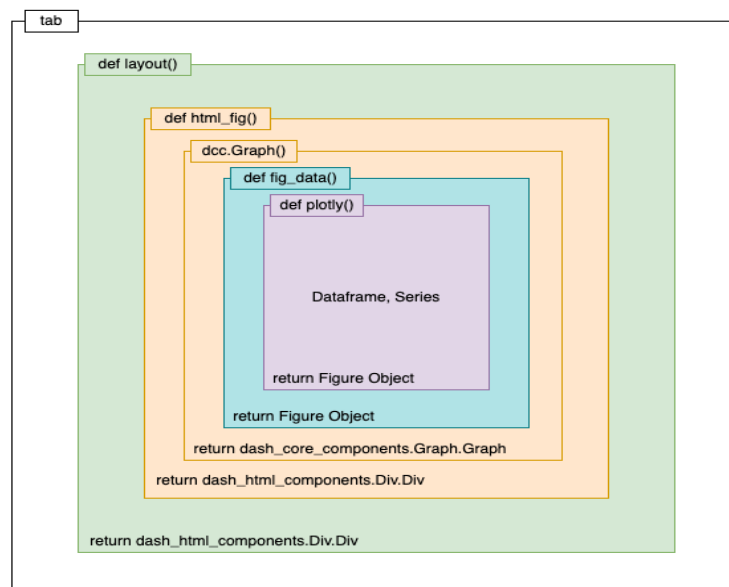 tab
def layout()
def html_fig()
dcc.Graph()
def fig_data()
def plotly()
Dataframe, Series
return Figure Object
return Figure Object
return dash_core_components.Graph.Graph
return dash_html_components.Div.Div
return dash_html_components.Div.Div